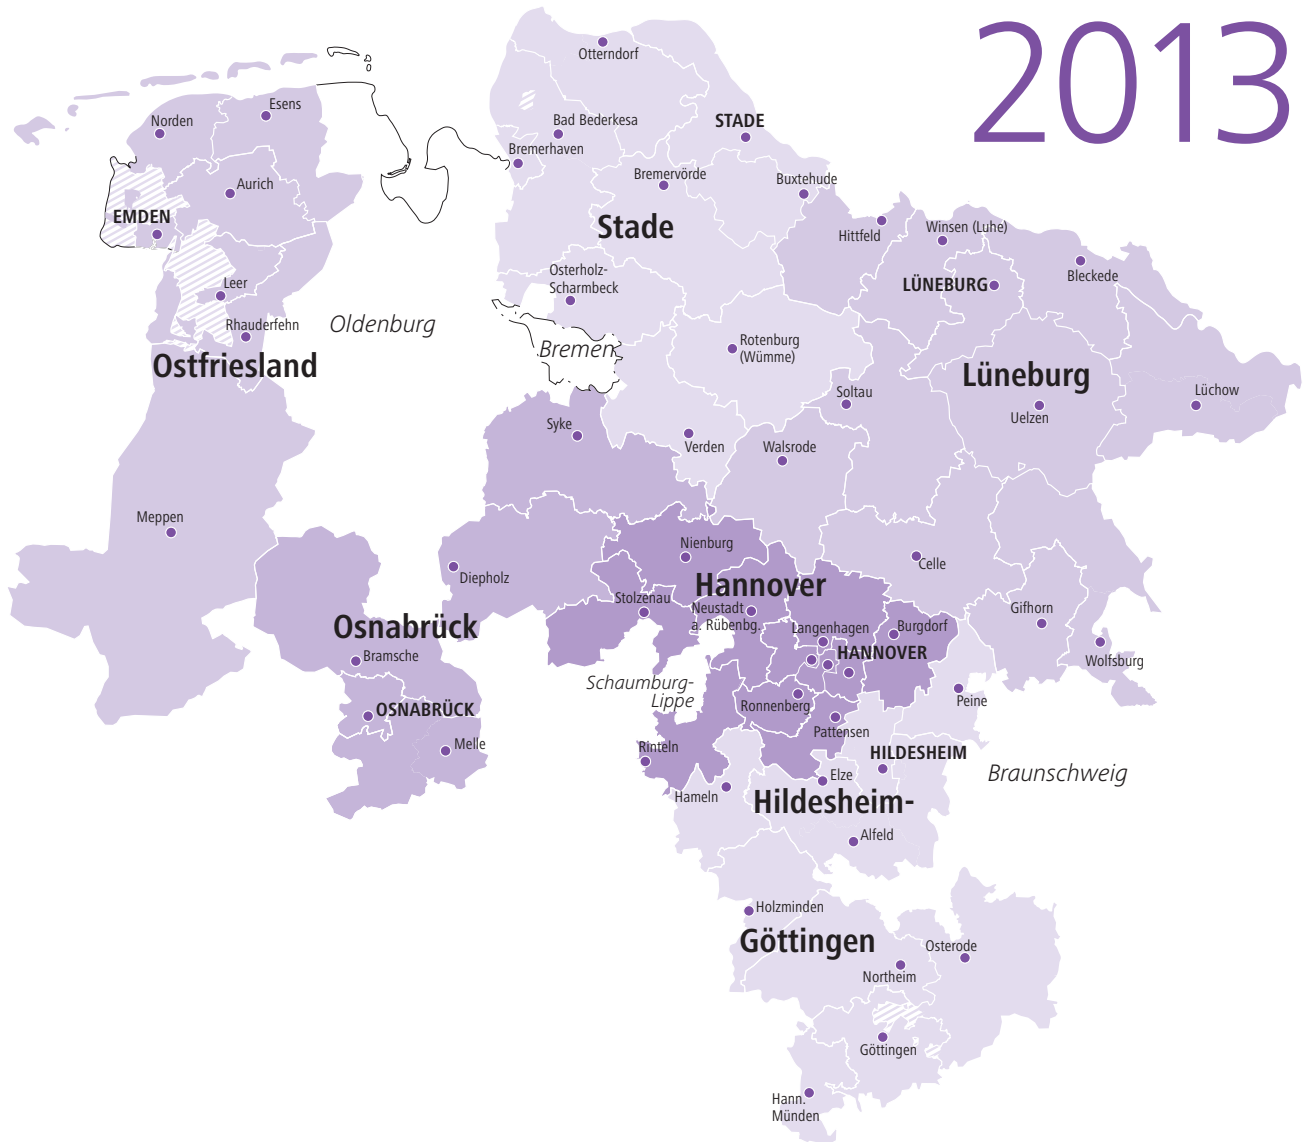 2013
Otterndorf
Esens
Norden
Bad Bederkesa
STADE
Bremerhaven
Bremervörde
Buxtehude
Aurich
EMDEN
Stade
Hittfeld
Winsen (Luhe)
Bleckede
LÜNEBURG
Osterholz-
Scharmbeck
Leer
Rhauderfehn
Oldenburg
Bremen
Rotenburg
(Wümme)
Ostfriesland
Lüneburg
Soltau
Lüchow
Uelzen
Syke
Verden
Walsrode
Meppen
Nienburg
Celle
Diepholz
Hannover
Stolzenau
Neustadt
a. Rübenbg.
Gifhorn
Osnabrück
Langenhagen
Burgdorf
HANNOVER
Bramsche
Wolfsburg
Schaumburg-
Lippe
Ronnenberg
Peine
OSNABRÜCK
Pattensen
Melle
Rinteln
HILDESHEIM
Braunschweig
Elze
Hameln
Hildesheim-
Alfeld
Holzminden
Göttingen
Osterode
Northeim
Göttingen
Hann.
Münden